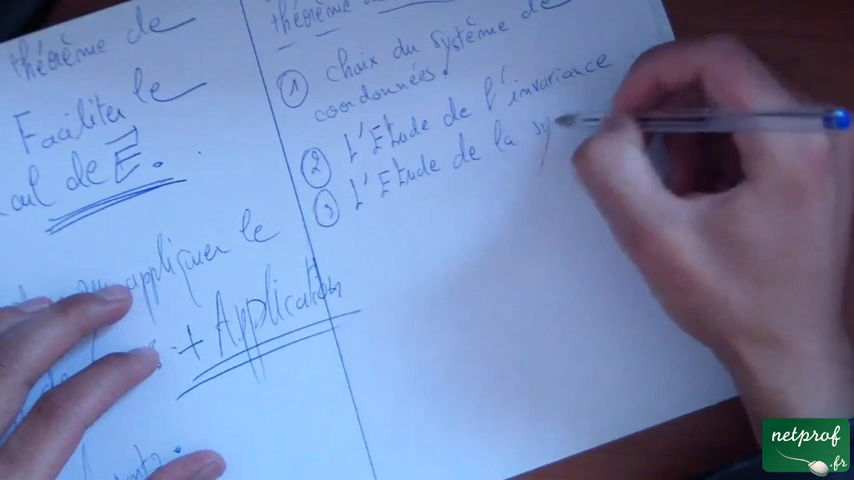 théorème de
Faciliter le
cul de E.
appliquer le
+ Application
théorème
① choix du système de
coordonnées.
② L'Etude de l'invariance
③ L'Etude de la sy
netprof
.fr